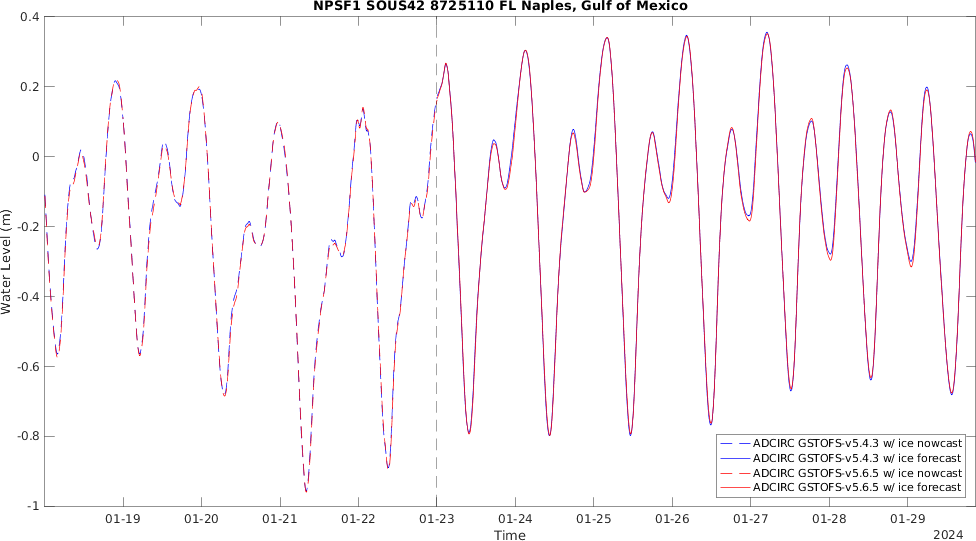 NPSF1 SOUS42 8725110 FL Naples, Gulf of Mexico
Water Level (m)
0.4
0.2
0
-0.2
-0.4
-0.6
-0.8
-1
ADCIRC GSTOFS-v5.4.3 w/ice nowcast
ADCIRC GSTOFS-v5.4.3 w/ice forecast
ADCIRC GSTOFS-v5.6.5 w/ice nowcast
ADCIRC GSTOFS-v5.6.5 w/ice forecast
01-19 01-20 01-21 01-22 01-23 01-24 01-25 01-26 01-27 01-28 01-29
Time 2024